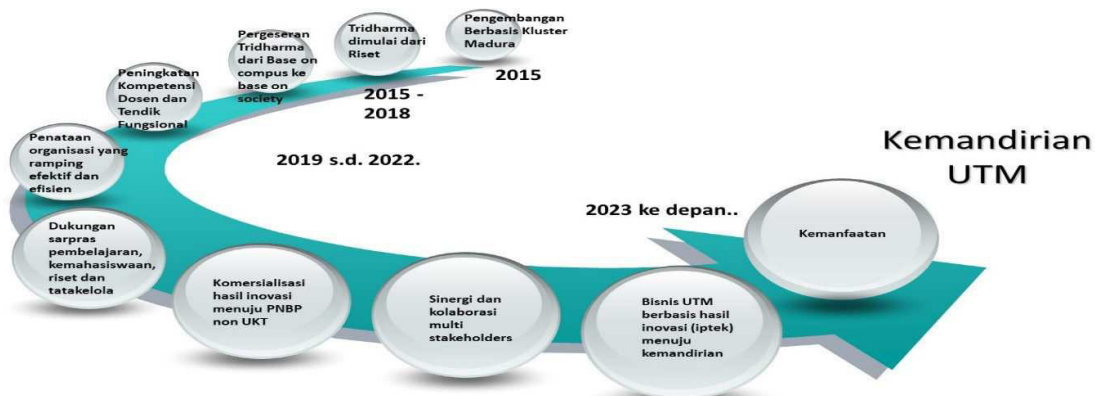 Pengembangan
Berbasis Kluster
Madura
2015
Tridharma
dimulai dari
Riset
2015 -
2018
Pergeseran
Tridharma
dari Base on
compus ke
base on
society
Peningkatan
Kompetensi
Dosen dan
Tendik
Fungsional
Penataan
organisasi yang
ramping
efektif dan
efisien
2019 s.d. 2022.
Dukungan
sarpras
pembelajaran,
kemahasiswaan,
riset dan
tatakelola
Komersialisasi
hasil inovasi
menuju PNBP
non UKT
Sinergi dan
kolaborasi
multi
stakeholders
Bisnis UTM
berbasis hasil
inovasi (iptek)
menuju
kemandirian
2023 ke depan..
Kemanfaatan
Kemandirian
UTM